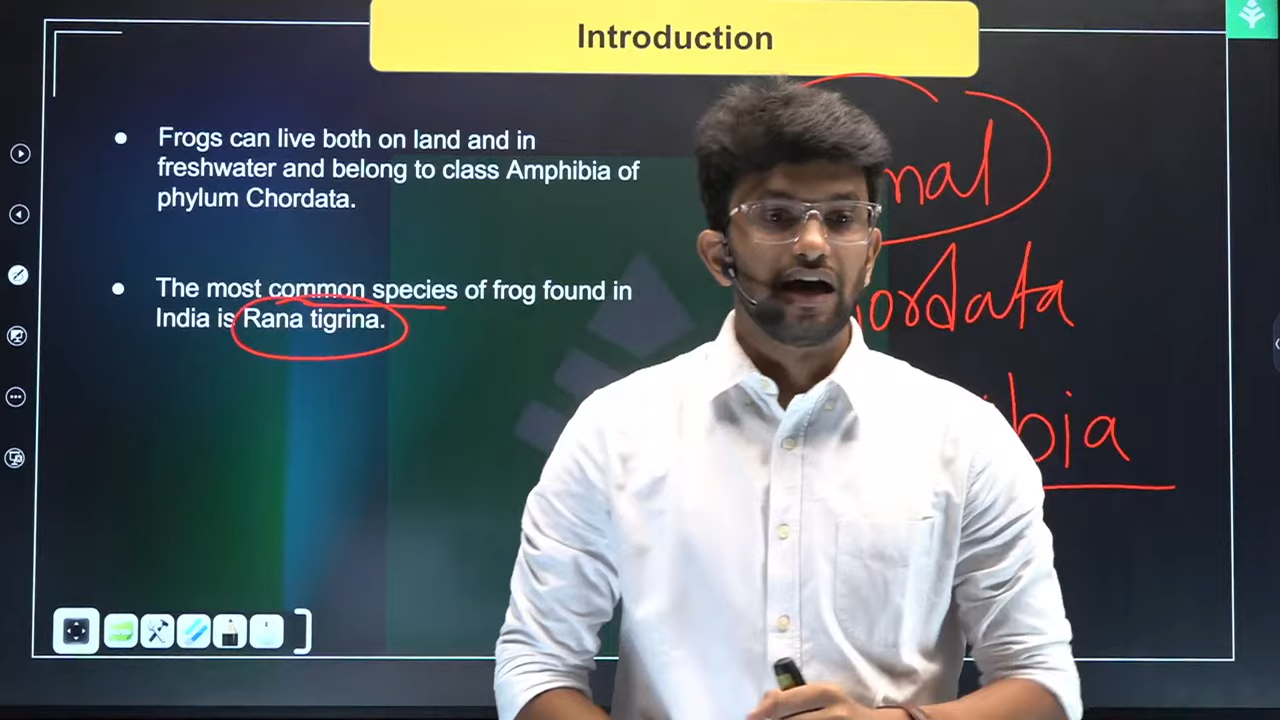 Introduction
Frogs can live both on land and in
freshwater and belong to class Amphibia of
phylum Chordata.
The most common species of frog found in
India is Rana tigrina.
nal
ordata
bia